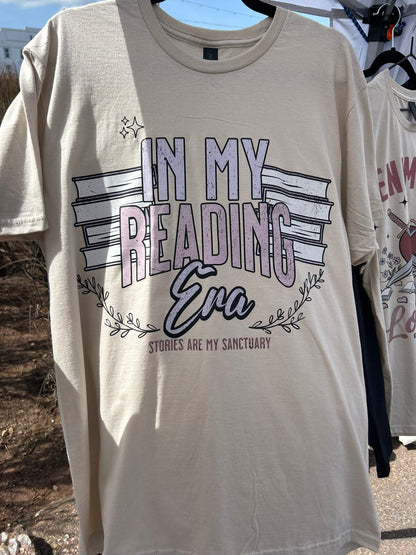 IN MY
READING
Era
STORIES ARE MY SANCTUARY